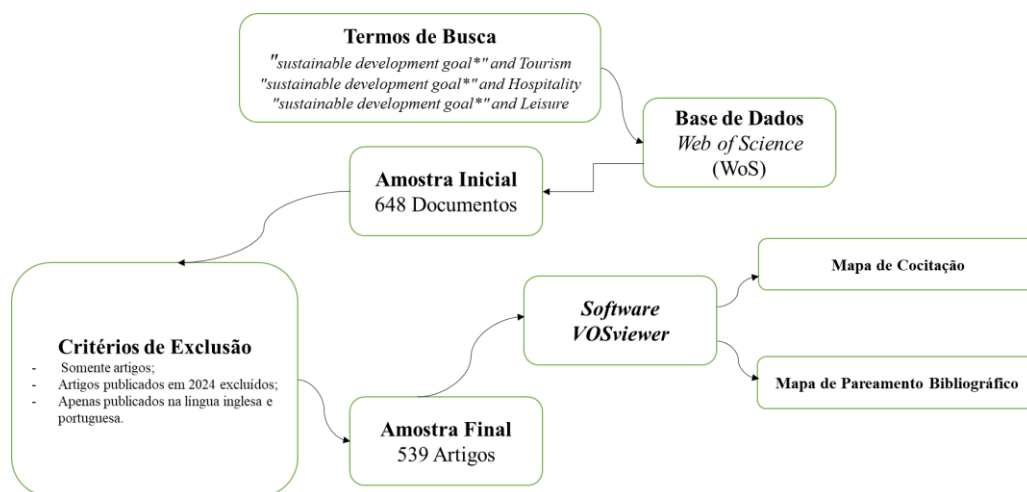 Termos de Busca
"sustainable development goal*" and Tourism
"sustainable development goal*" and Hospitality
"sustainable development goal*" and Leisure
Base de Dados
Web of Science
(WoS)
Amostra Inicial
648 Documentos
Critérios de Exclusão
- Somente artigos;
- Artigos publicados em 2024 excluídos;
- Apenas publicados na língua inglesa e
portuguesa.
Amostra Final
539 Artigos
Software
VOSviewer
Mapa de Cocitação
Mapa de Pareamento Bibliográfico